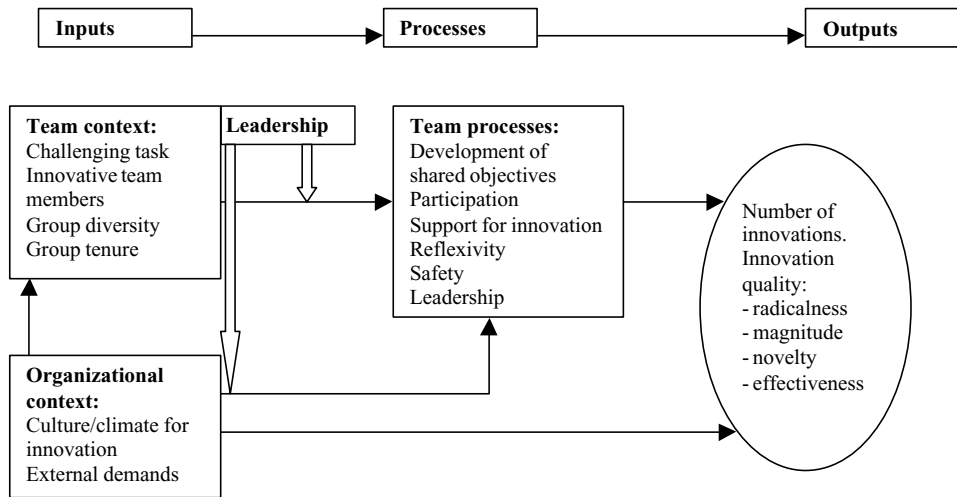 Inputs
Processes
Outputs
Team context:
Challenging task
Innovative team
members
Group diversity
Group tenure
Leadership
Team processes:
Development of
shared objectives
Participation
Support for innovation
Reflexivity
Safety
Leadership
Number of
innovations.
Innovation
quality:
- radicalness
- magnitude
- novelty
- effectiveness
Organizational
context:
Culture/climate for
innovation
External demands